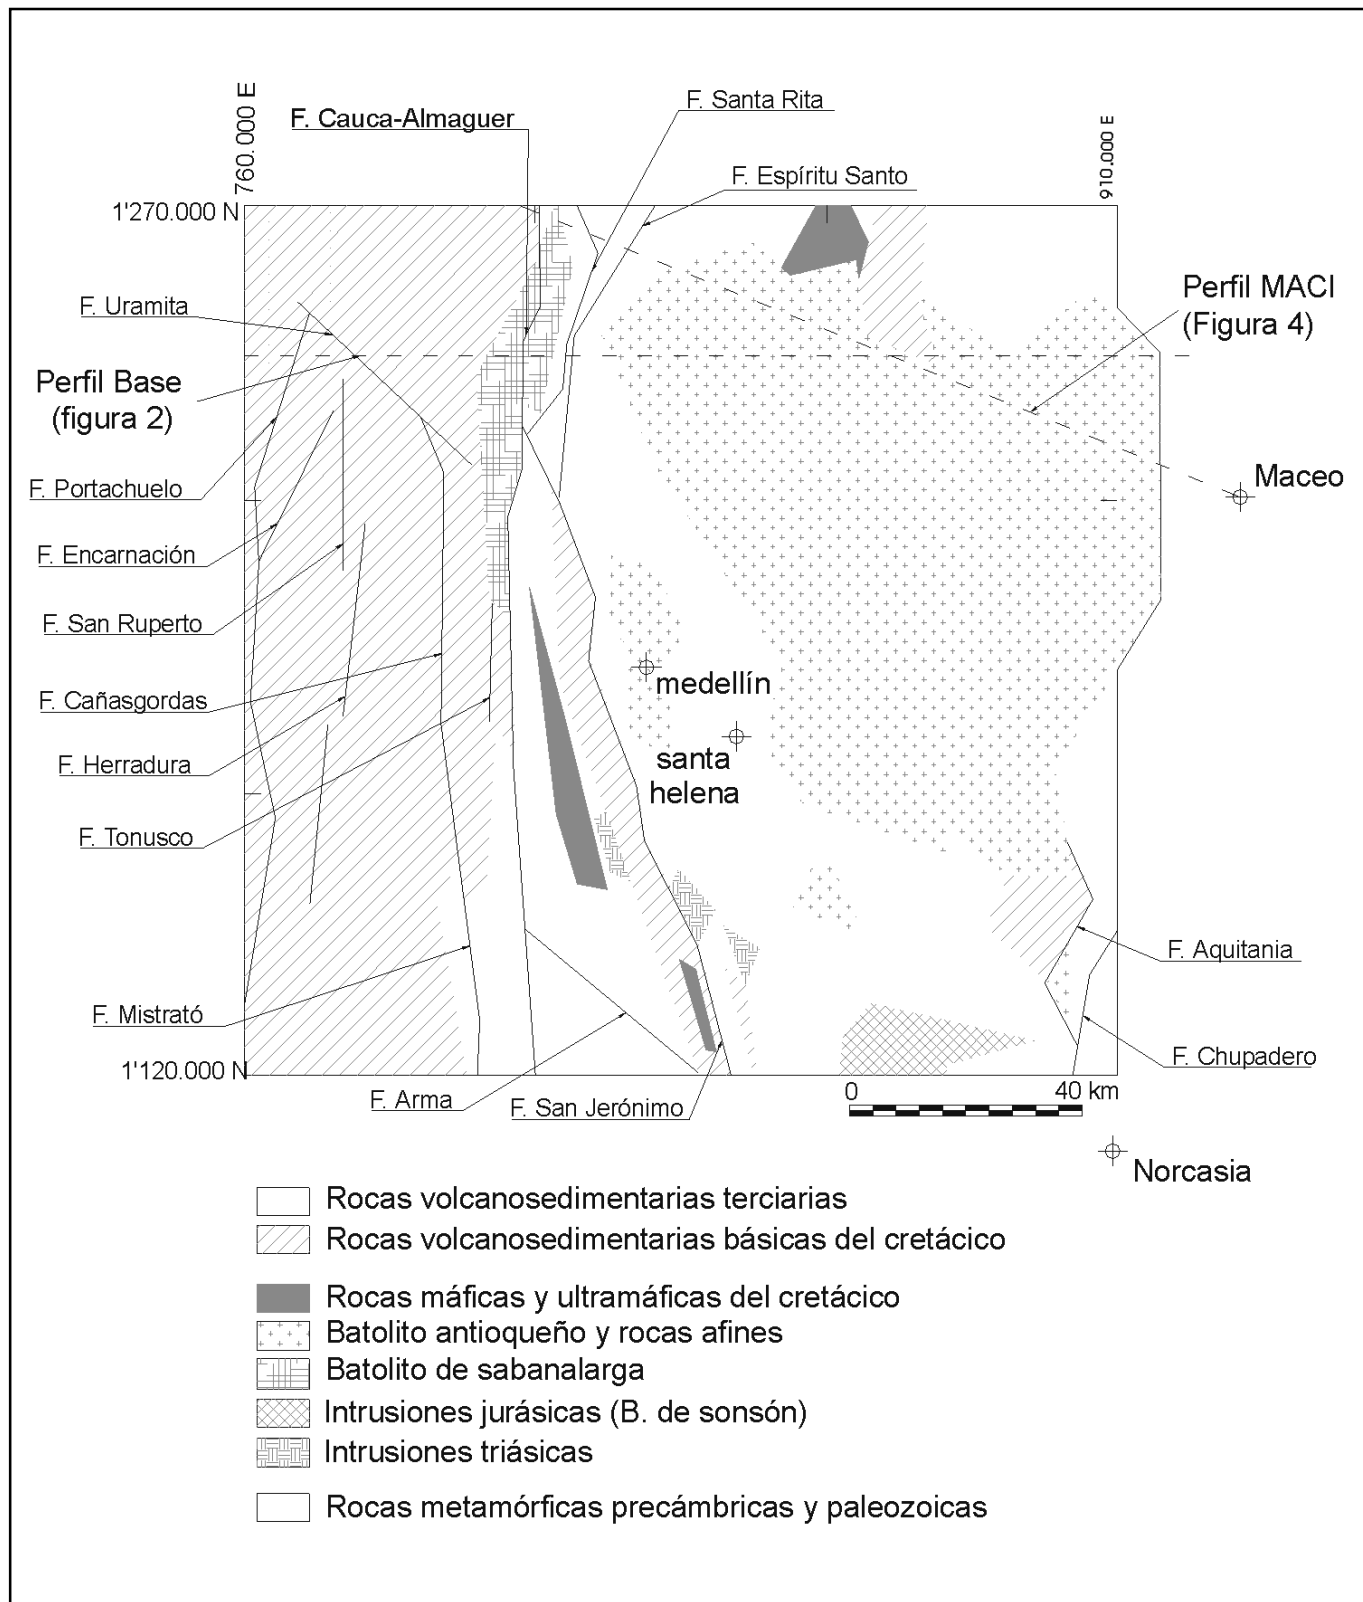 760.000 E
F. Cauca-Almaguer
F. Santa Rita
910.000 E
F. Espíritu Santo
1'270.000 N
F. Uramita
Perfil MACI
(Figura 4)
Perfil Base
(figura 2)
F. Portachuelo
Maceo
F. Encarnación
F. San Ruperto
medellín
F. Cañasgordas
santa
helena
F. Herradura
F. Tonusco
F. Aquitania
F. Mistrató
F. Chupadero
1'120.000 N
F. Arma
F. San Jerónimo
0
40 km
Norcasia
Rocas volcanosedimentarias terciarias
Rocas volcanosedimentarias básicas del cretácico
Rocas máficas y ultramáficas del cretácico
Batolito antioqueño y rocas afines
Batolito de sabanalarga
Intrusiones jurásicas (B. de sonsón)
Intrusiones triásicas
Rocas metamórficas precámbricas y paleozoicas